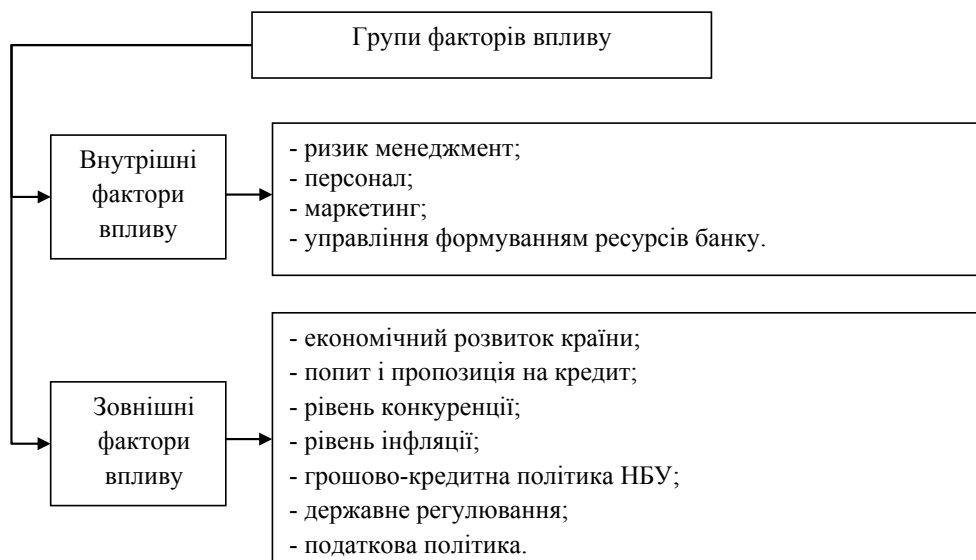 Групи факторів впливу
Внутрішні
фактори
впливу
- ризик менеджмент;
- персонал;
- маркетинг;
- управління формуванням ресурсів банку.
Зовнішні
фактори
впливу
- економічний розвиток країни;
- попит і пропозиція на кредит;
- рівень конкуренції;
- рівень інфляції;
- грошово-кредитна політика НБУ;
- державне регулювання;
- податкова політика.